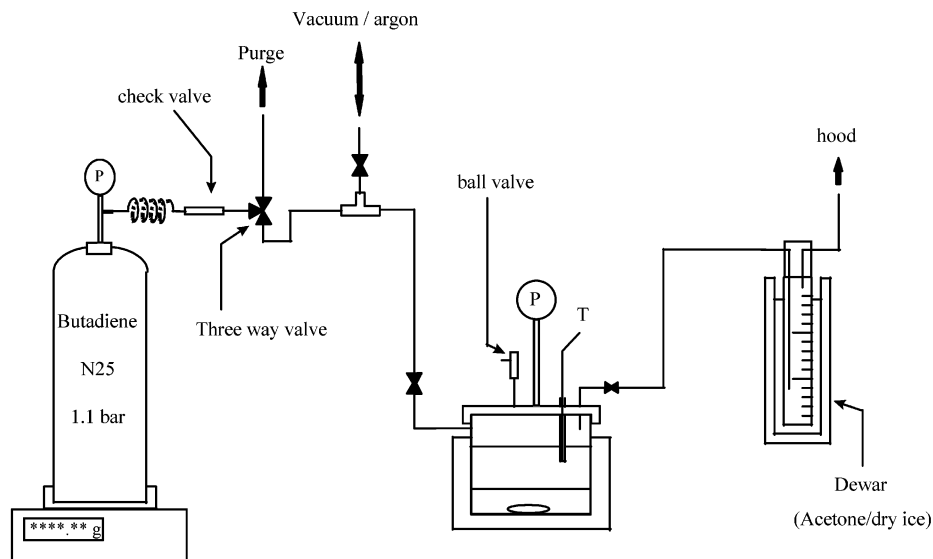 Vacuum / argon
Purge
check valve
hood
P
ball valve
Butadiene
N25
1.1 bar
Three way valve
P
T
Dewar
(Acetone/dry ice)
****.** g